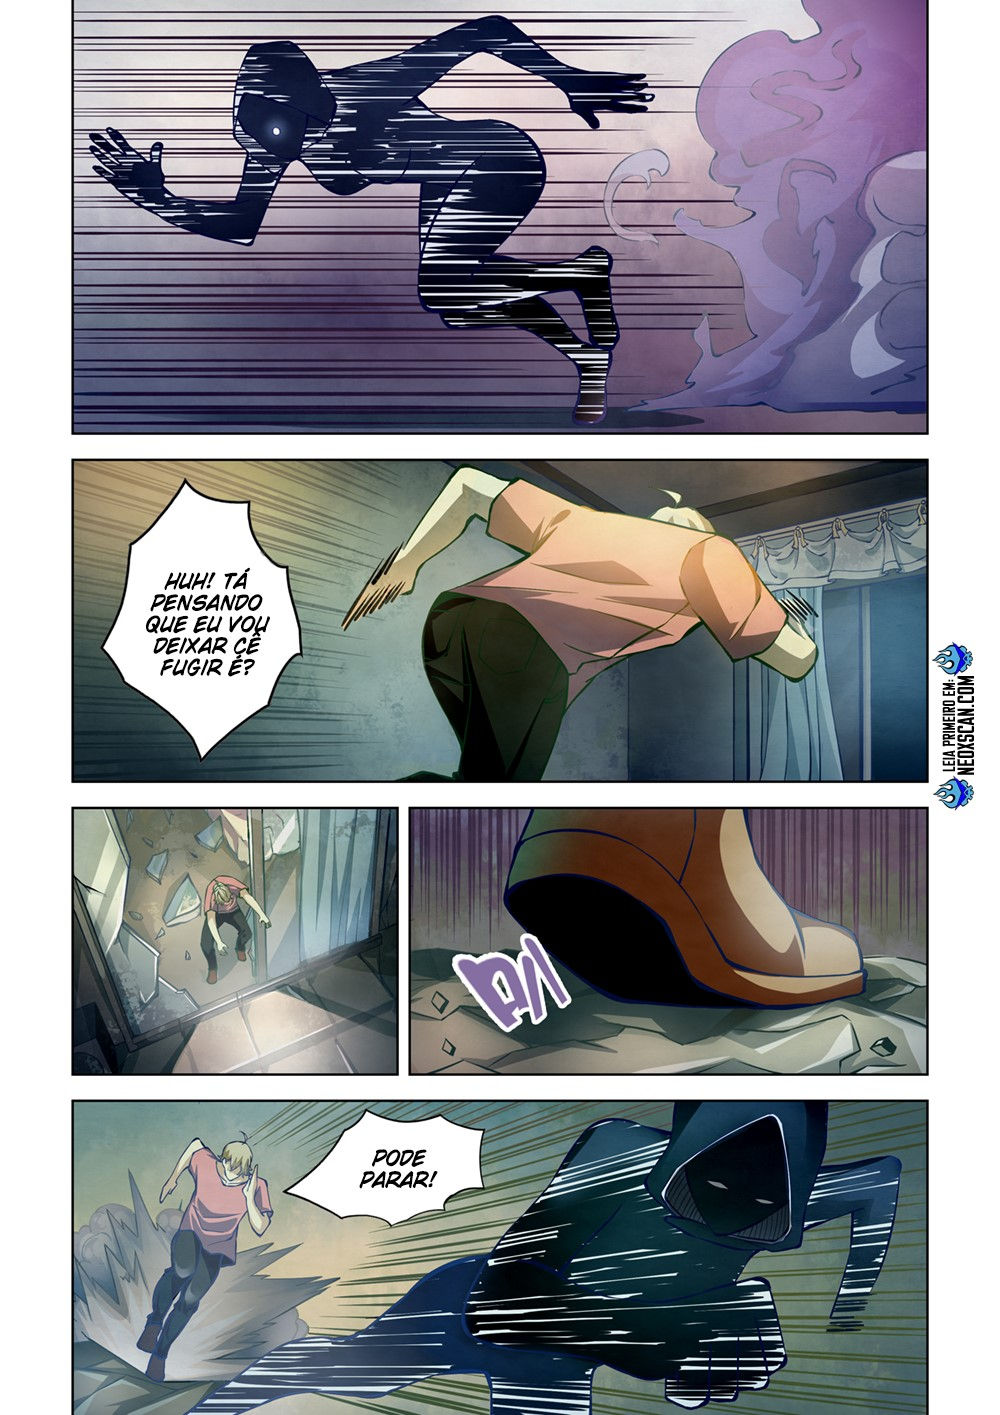 HUH! TÁ
PENSANDO
QUE EU VOU
DEIXAR CÊ
FUGIR É?
LEIA PRIMEIRO EM:
NEOXSCAN.COM
PODE
PARAR!